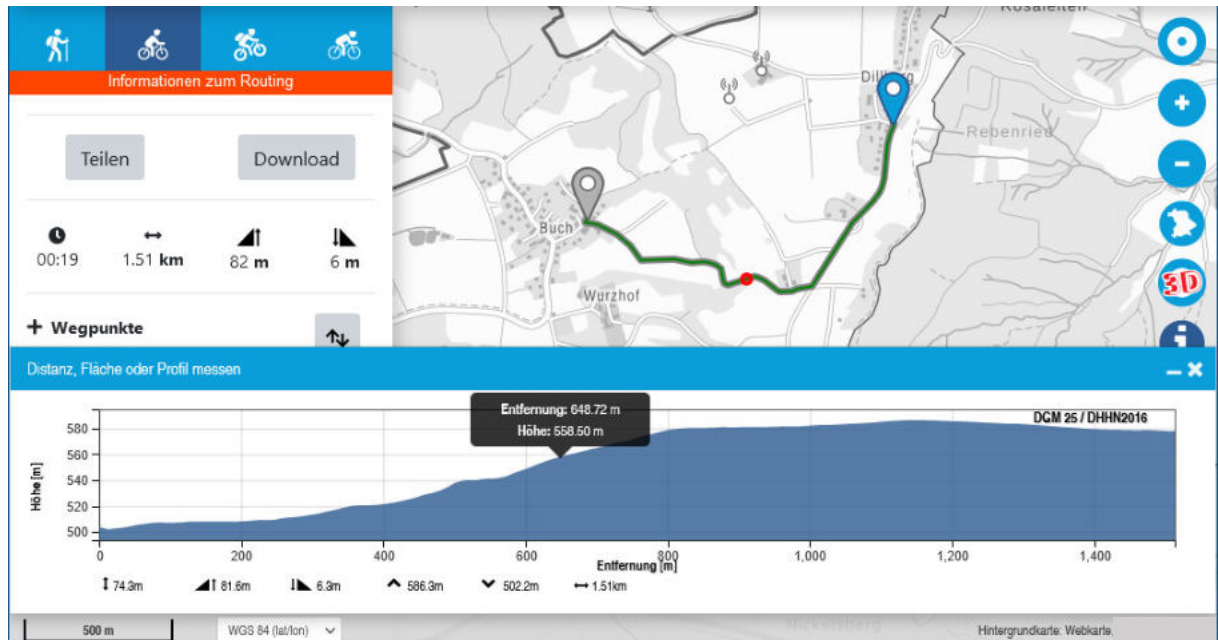 Informationen zum Routing
Teilen
Download
00:19
1.51 km
82 m
6 m
+ Wegpunkte
Dillberg
Rebenried
Buch
Wurzhof
3D
Distanz, Fläche oder Profil messen
Entfernung: 648.72 m
Höhe: 558.50 m
DGM 25 / DHHN2016
Höhe [m]
580
560
540
520
500
0
200
400
600
800
1,000
1,200
1,400
Entfernung [m]
74.3m
81.6m
6.3m
586.3m
502.2m
1.51km
500 m
WGS 84 (lat/lon)
Nickelsberg
Hintergrundkarte: Webkarte,